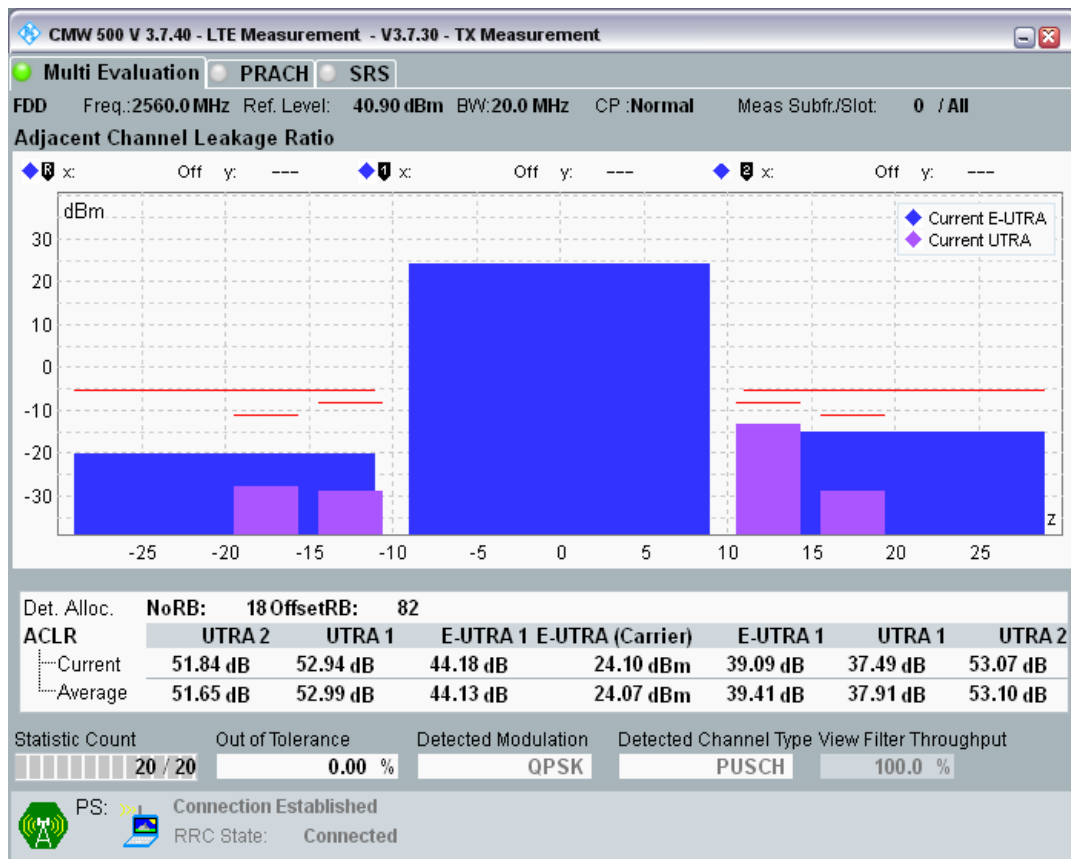 CMW 500 V 3.7.40 - LTE Measurement - V3.7.30 - TX Measurement
Multi Evaluation PRACH SRS
FDD Freq.:2560.0 MHz Ref. Level: 40.90 dBm BW:20.0 MHz CP :Normal Meas Subfr./Slot: 0 / All
Adjacent Channel Leakage Ratio
R x: Off y: --- 1 x: Off y: --- 2 x: Off y: ---
dBm
Current E-UTRA
Current UTRA
30
20
10
0
-10
-20
-30
z
-25 -20 -15 -10 -5 0 5 10 15 20 25
Det. Alloc. NoRB: 18 OffsetRB: 82
ACLR UTRA 2 UTRA 1 E-UTRA 1 E-UTRA (Carrier) E-UTRA 1 UTRA 1 UTRA 2
Current 51.84 dB 52.94 dB 44.18 dB 24.10 dBm 39.09 dB 37.49 dB 53.07 dB
Average 51.65 dB 52.99 dB 44.13 dB 24.07 dBm 39.41 dB 37.91 dB 53.10 dB
Statistic Count Out of Tolerance Detected Modulation Detected Channel Type View Filter Throughput
20 / 20 0.00 % QPSK PUSCH 100.0 %
PS: Connection Established
RRC State: Connected